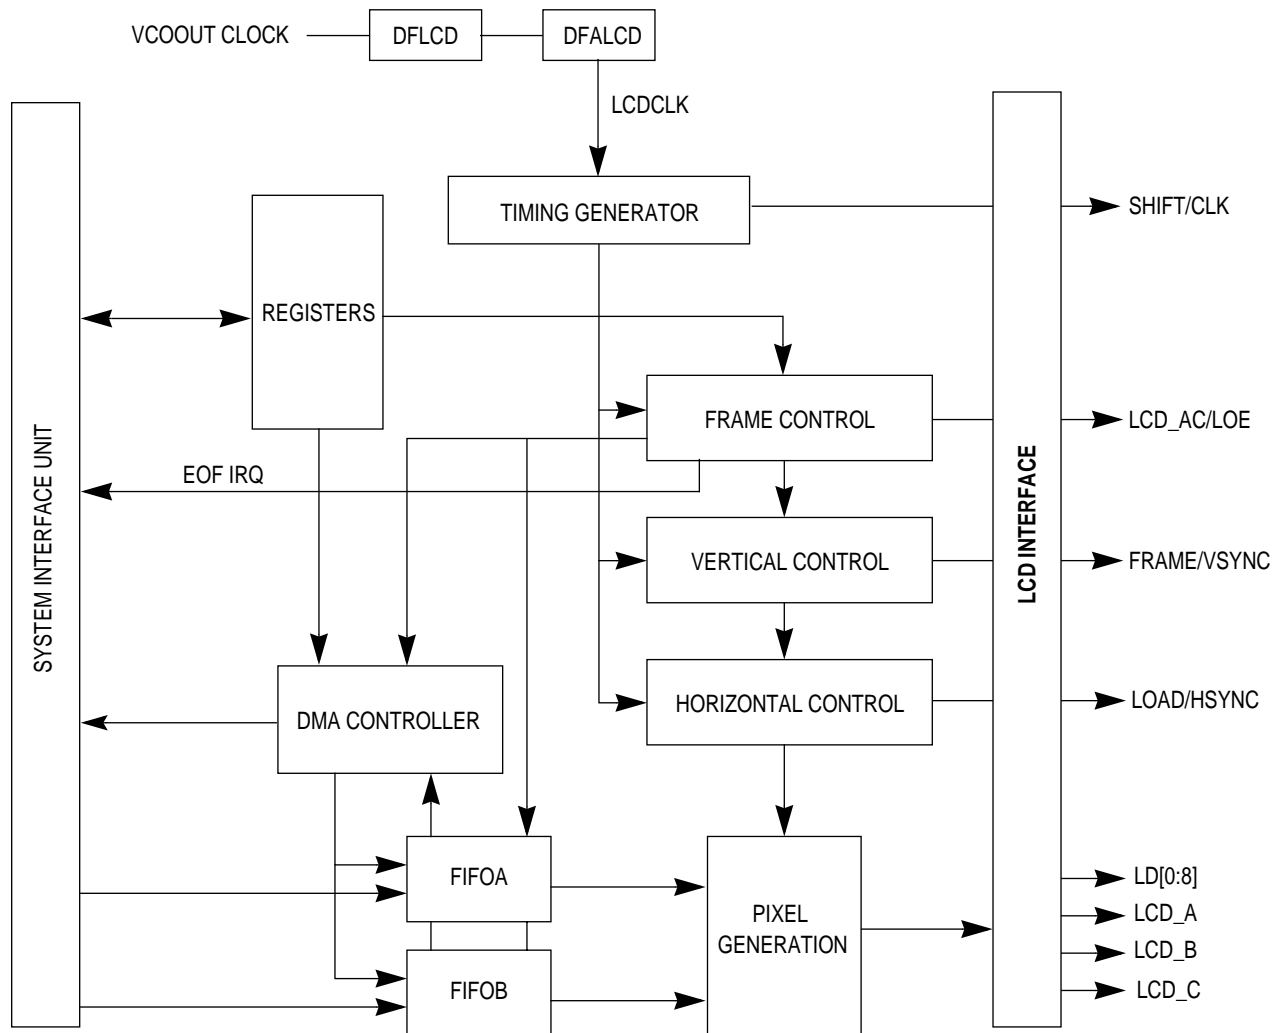 VCOOUT CLOCK
DFLCD
DFALCD
LCDCLK
TIMING GENERATOR
SHIFT/CLK
REGISTERS
FRAME CONTROL
LCD_AC/LOE
EOF IRQ
SYSTEM INTERFACE UNIT
LCD INTERFACE
VERTICAL CONTROL
FRAME/VSYNC
DMA CONTROLLER
HORIZONTAL CONTROL
LOAD/HSYNC
FIFOA
PIXEL
GENERATION
LD[0:8]
LCD_A
LCD_B
LCD_C
FIFOB